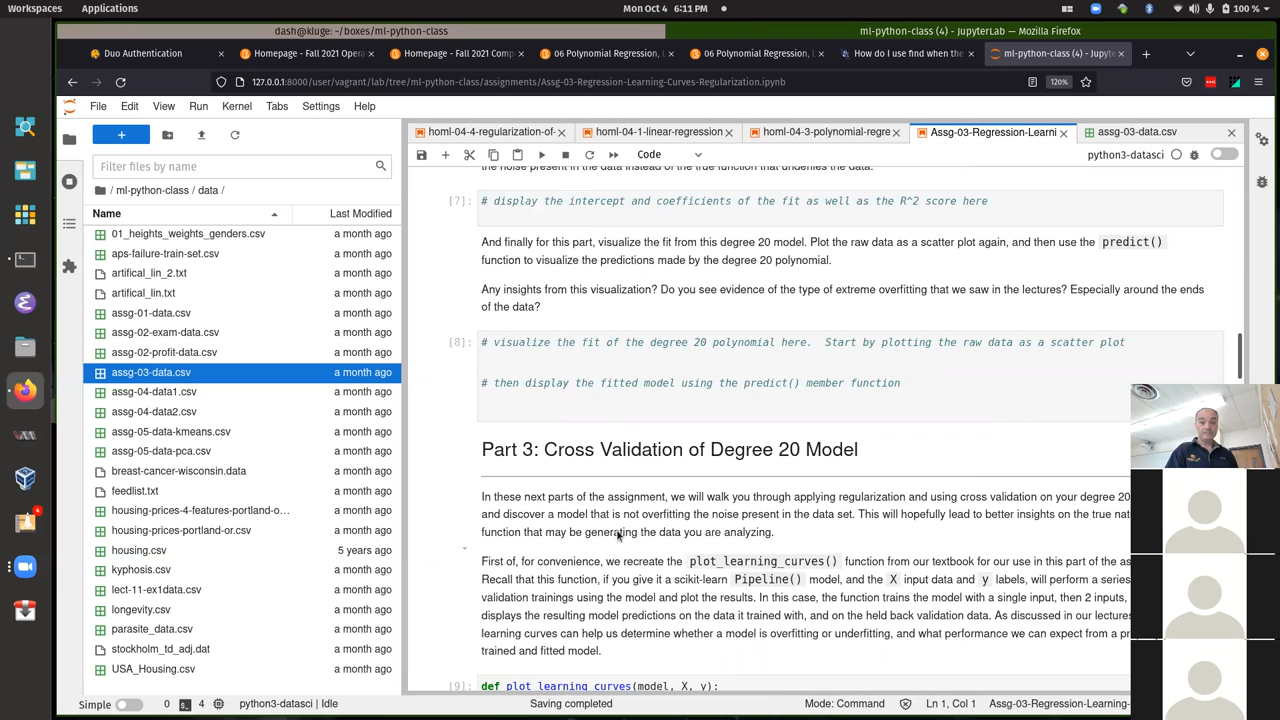 Workspaces Applications Mon Oct 4 6:11 PM 100 %
dash@kluge: ~/boxes/ml-python-class ml-python-class (4) - JupyterLab — Mozilla Firefox
Duo Authentication Homepage - Fall 2021 Oper Homepage - Fall 2021 Comp 06 Polynomial Regression, L 06 Polynomial Regression, L How do I use find when the ml-python-class (4) - Jupyte
127.0.0.1:8000/user/vagrant/lab/tree/ml-python-class/assignments/Assg-03-Regression-Learning-Curves-Regularization.ipynb 120%
File Edit View Run Kernel Tabs Settings Help
homl-04-4-regularization-of- homl-04-1-linear-regression homl-04-3-polynomial-regre Assg-03-Regression-Learni assg-03-data.csv
Code python3-datasci
Filter files by name
/ ml-python-class / data /
Name Last Modified
01_heights_weights_genders.csv a month ago
aps-failure-train-set.csv a month ago
artifical_lin_2.txt a month ago
artifical_lin.txt a month ago
assg-01-data.csv a month ago
assg-02-exam-data.csv a month ago
assg-02-profit-data.csv a month ago
assg-03-data.csv a month ago
assg-04-data1.csv a month ago
assg-04-data2.csv a month ago
assg-05-data-kmeans.csv a month ago
assg-05-data-pca.csv a month ago
breast-cancer-wisconsin.data a month ago
feedlist.txt a month ago
housing-prices-4-features-portland-o… a month ago
housing-prices-portland-or.csv a month ago
housing.csv 5 years ago
kyphosis.csv a month ago
lect-11-ex1data.csv a month ago
longevity.csv a month ago
parasite_data.csv a month ago
stockholm_td_adj.dat a month ago
USA_Housing.csv a month ago
the noise present in the data instead of the true function that underlies the data.
[7]: # display the intercept and coefficients of the fit as well as the R^2 score here
And finally for this part, visualize the fit from this degree 20 model. Plot the raw data as a scatter plot again, and then use the predict()
function to visualize the predictions made by the degree 20 polynomial.
Any insights from this visualization? Do you see evidence of the type of extreme overfitting that we saw in the lectures? Especially around the ends
of the data?
[8]: # visualize the fit of the degree 20 polynomial here. Start by plotting the raw data as a scatter plot
# then display the fitted model using the predict() member function
Part 3: Cross Validation of Degree 20 Model
In these next parts of the assignment, we will walk you through applying regularization and using cross validation on your degree 20
and discover a model that is not overfitting the noise present in the data set. This will hopefully lead to better insights on the true nat
function that may be generating the data you are analyzing.
First of, for convenience, we recreate the plot_learning_curves() function from our textbook for our use in this part of the as
Recall that this function, if you give it a scikit-learn Pipeline() model, and the X input data and y labels, will perform a series
validation trainings using the model and plot the results. In this case, the function trains the model with a single input, then 2 inputs,
displays the resulting model predictions on the data it trained with, and on the held back validation data. As discussed in our lectures
learning curves can help us determine whether a model is overfitting or underfitting, and what performance we can expect from a pr
trained and fitted model.
[9]: def plot_learning_curves(model, X, y):
Simple 0 4 python3-datasci | Idle Saving completed Mode: Command Ln 1, Col 1 Assg-03-Regression-Learning-